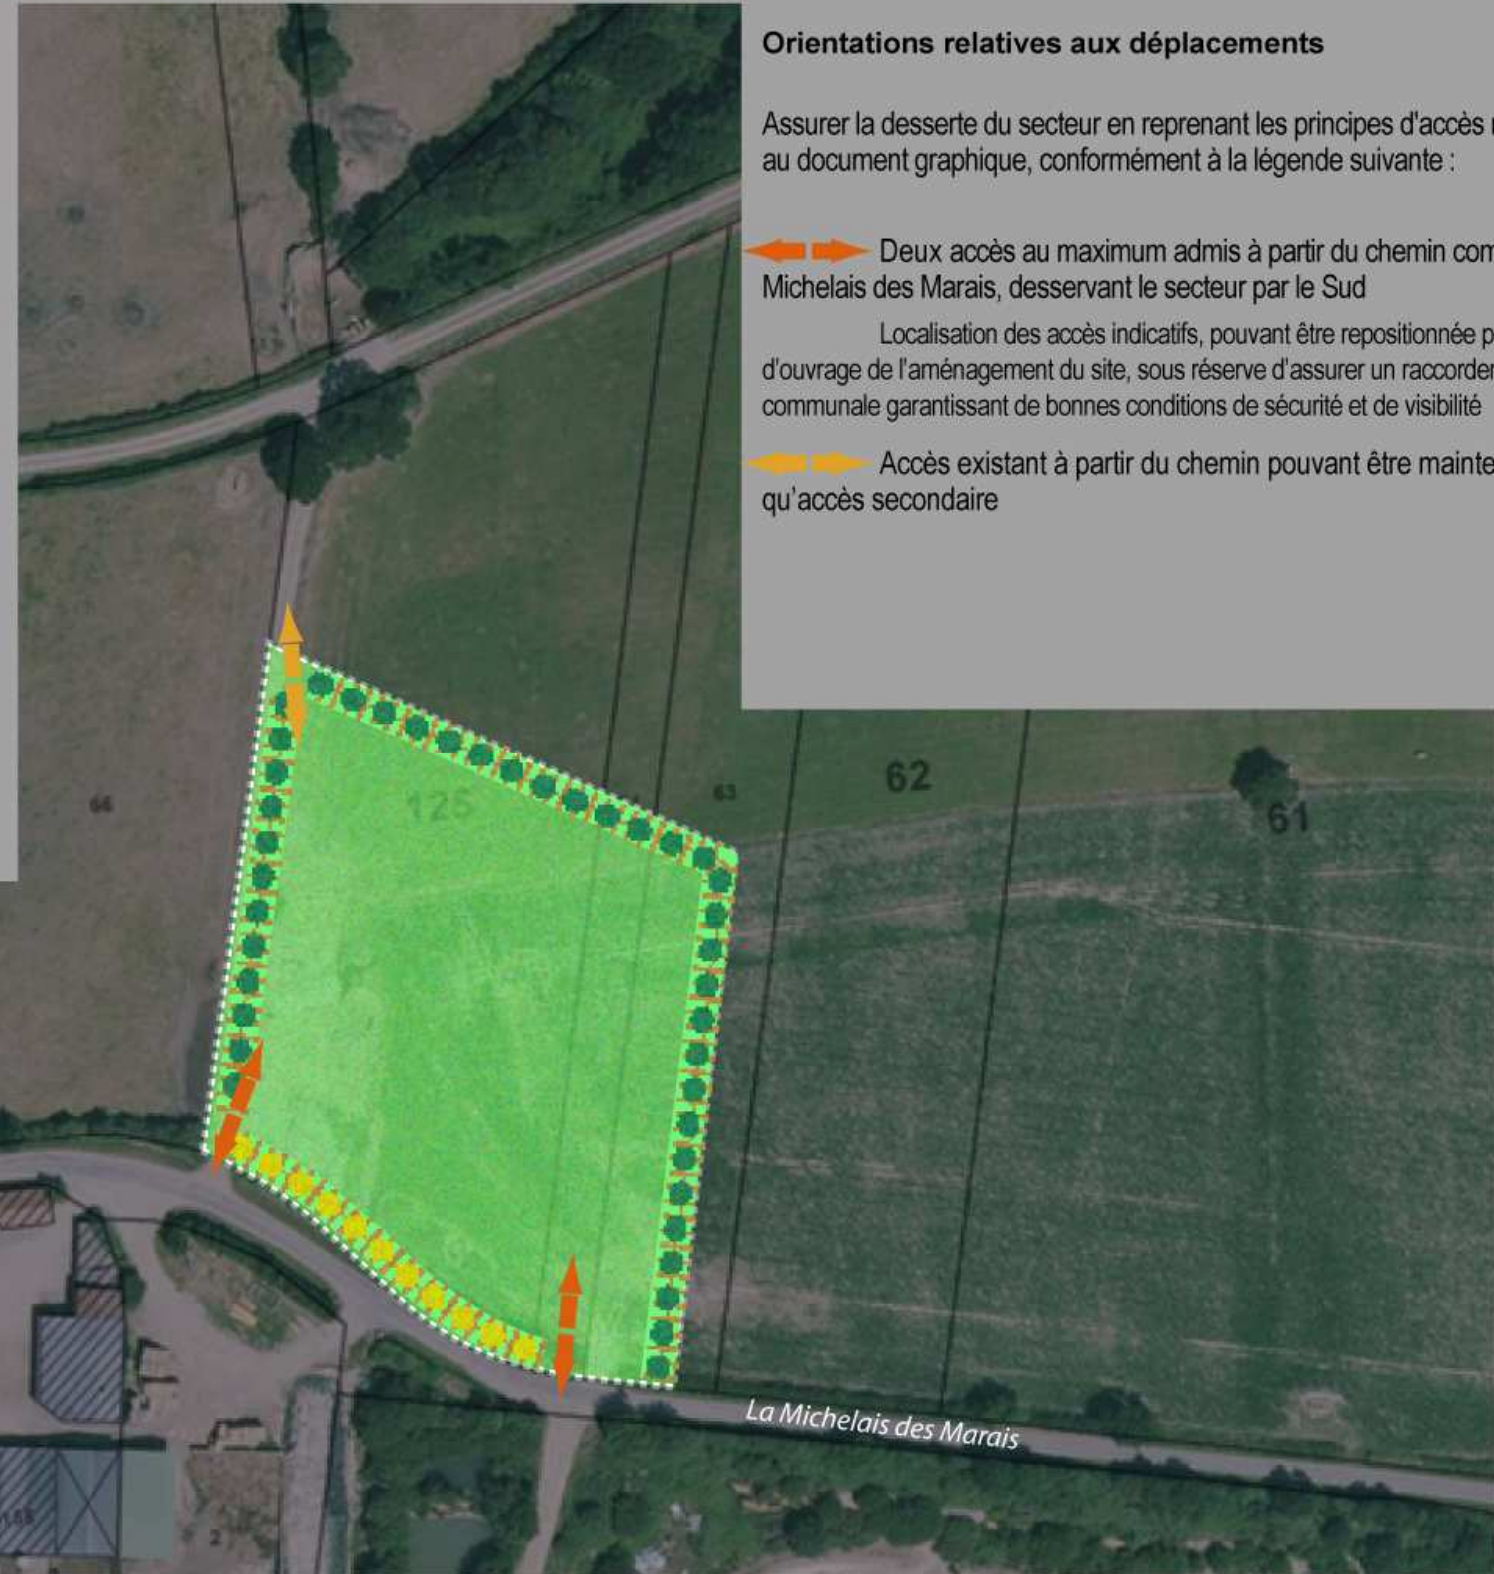 Orientations relatives aux déplacements
Assurer la desserte du secteur en reprenant les principes d'accès
au document graphique, conformément à la légende suivante :
Deux accès au maximum admis à partir du chemin com
Michelais des Marais, desservant le secteur par le Sud
Localisation des accès indicatifs, pouvant être repositionnée p
d'ouvrage de l'aménagement du site, sous réserve d'assurer un raccorder
communale garantissant de bonnes conditions de sécurité et de visibilité
Accès existant à partir du chemin pouvant être mainte
qu'accès secondaire
62
63
61
125
La Michelais des Marais
2